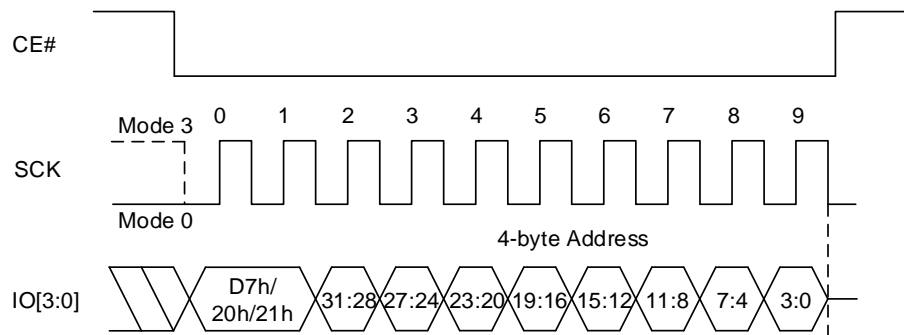 CE#
0 1 2 3 4 5 6 7 8 9
Mode 3
SCK
Mode 0
4-byte Address
IO[3:0]
D7h/
20h/21h
31:28 27:24 23:20 19:16 15:12 11:8 7:4 3:0